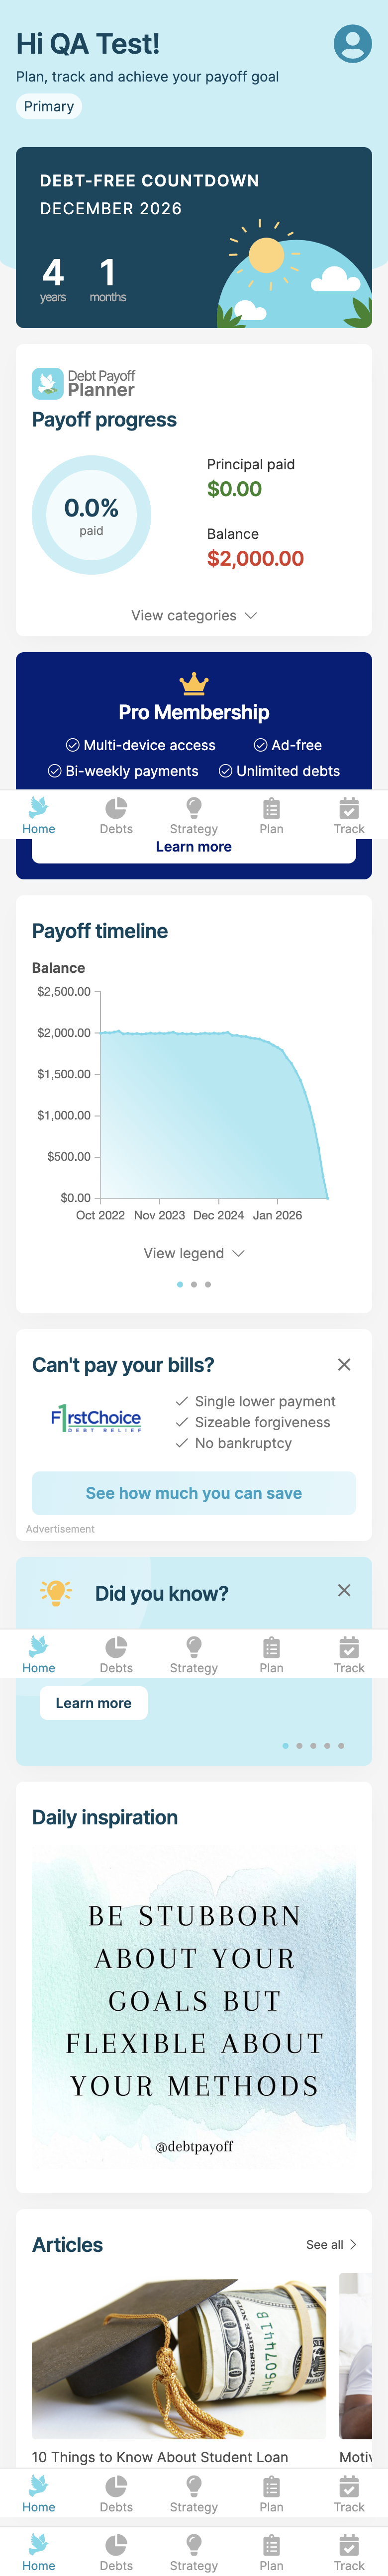 Hi QA Test!
Plan, track and achieve your payoff goal
Primary
DEBT-FREE COUNTDOWN
DECEMBER 2026
4 1
years months
Debt Payoff
Planner
Payoff progress
0.0%
paid
Principal paid
$0.00
Balance
$2,000.00
View categories
Pro Membership
Multi-device access Ad-free
Bi-weekly payments Unlimited debts
Home Debts Strategy Plan Track
Learn more
Payoff timeline
Balance
$2,500.00
$2,000.00
$1,500.00
$1,000.00
$500.00
$0.00
Oct 2022 Nov 2023 Dec 2024 Jan 2026
View legend
Can't pay your bills?
F1rstChoice
DEBT RELIEF
Single lower payment
Sizeable forgiveness
No bankruptcy
See how much you can save
Advertisement
Did you know?
Home Debts Strategy Plan Track
Learn more
Daily inspiration
BE STUBBORN
ABOUT YOUR
GOALS BUT
FLEXIBLE ABOUT
YOUR METHODS
@debtpayoff
Articles See all
10 Things to Know About Student Loan Motiv
Home Debts Strategy Plan Track
Home Debts Strategy Plan Track